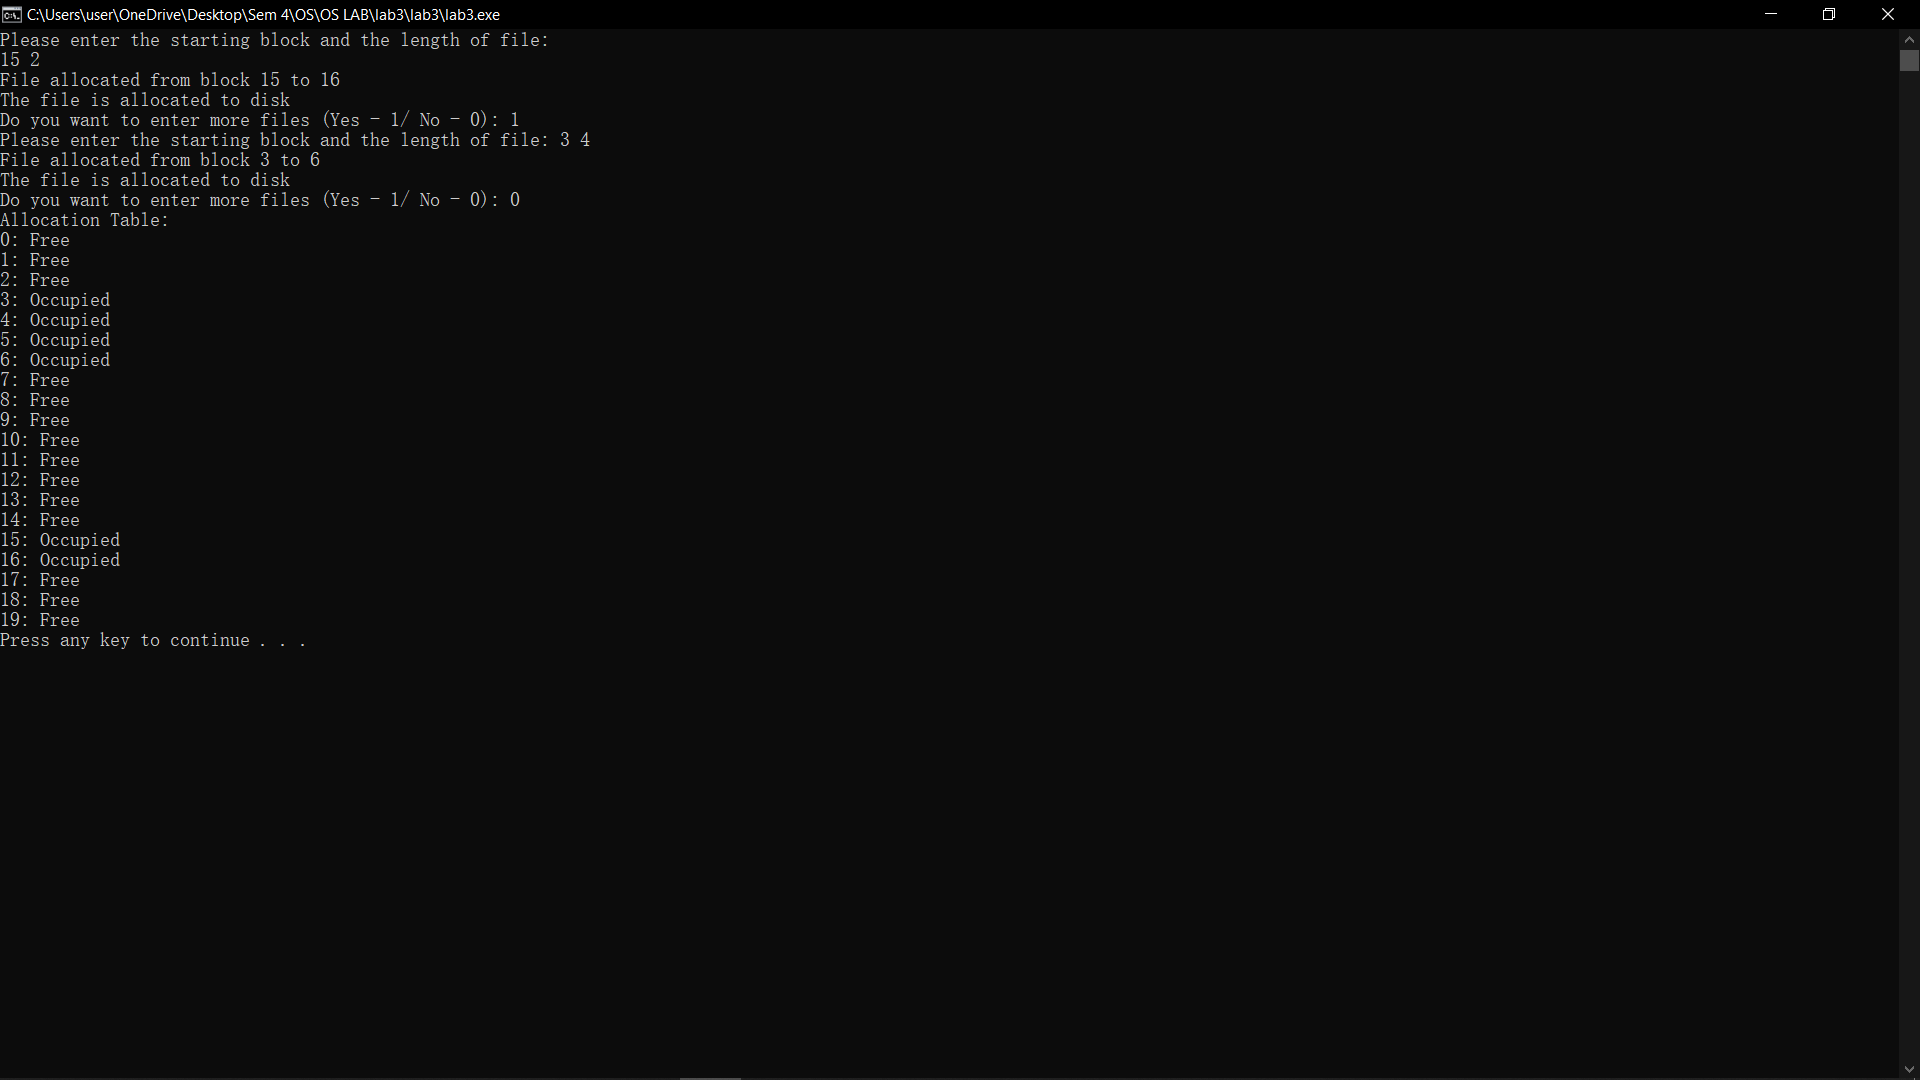 C:\Users\user\OneDrive\Desktop\Sem 4\OS\OS LAB\lab3\lab3\lab3.exe
Please enter the starting block and the length of file:
15 2
File allocated from block 15 to 16
The file is allocated to disk
Do you want to enter more files (Yes - 1/ No - 0): 1
Please enter the starting block and the length of file: 3 4
File allocated from block 3 to 6
The file is allocated to disk
Do you want to enter more files (Yes - 1/ No - 0): 0
Allocation Table:
0: Free
1: Free
2: Free
3: Occupied
4: Occupied
5: Occupied
6: Occupied
7: Free
8: Free
9: Free
10: Free
11: Free
12: Free
13: Free
14: Free
15: Occupied
16: Occupied
17: Free
18: Free
19: Free
Press any key to continue . . .